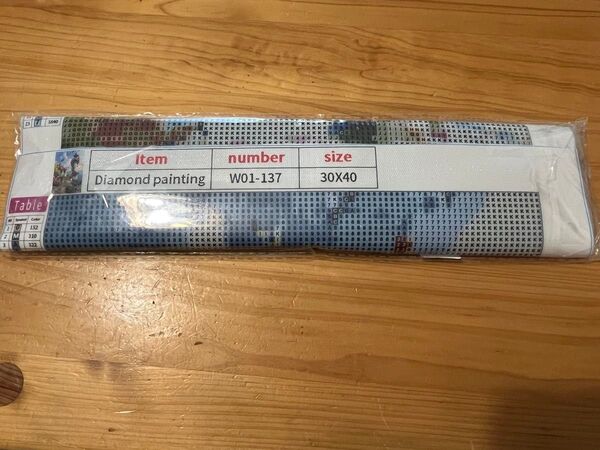 Item number size
Diamond painting W01-137 30X40
Table